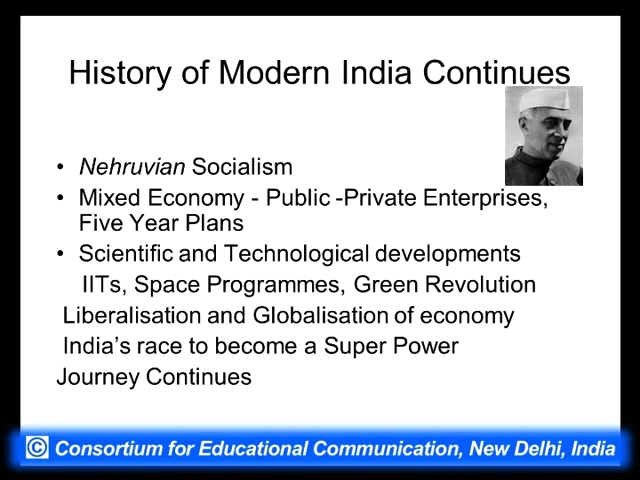 History of Modern India Continues
• Nehruvian Socialism
• Mixed Economy - Public -Private Enterprises,
Five Year Plans
• Scientific and Technological developments
IITs, Space Programmes, Green Revolution
Liberalisation and Globalisation of economy
India's race to become a Super Power
Journey Continues
© Consortium for Educational Communication, New Delhi, India